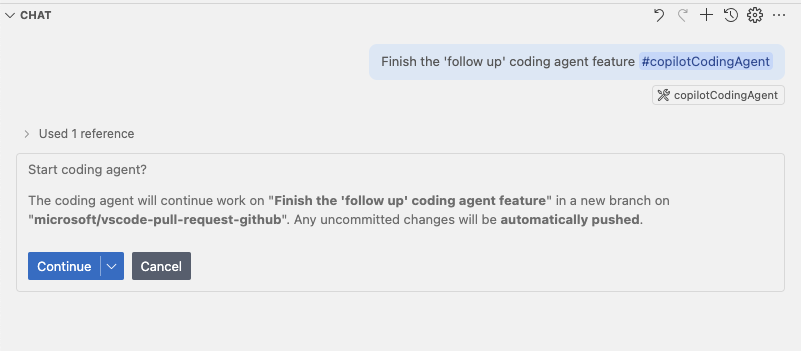 CHAT
Finish the 'follow up' coding agent feature #copilotCodingAgent
copilotCodingAgent
Used 1 reference
Start coding agent?
The coding agent will continue work on "Finish the 'follow up' coding agent feature" in a new branch on
"microsoft/vscode-pull-request-github". Any uncommitted changes will be automatically pushed.
Continue Cancel